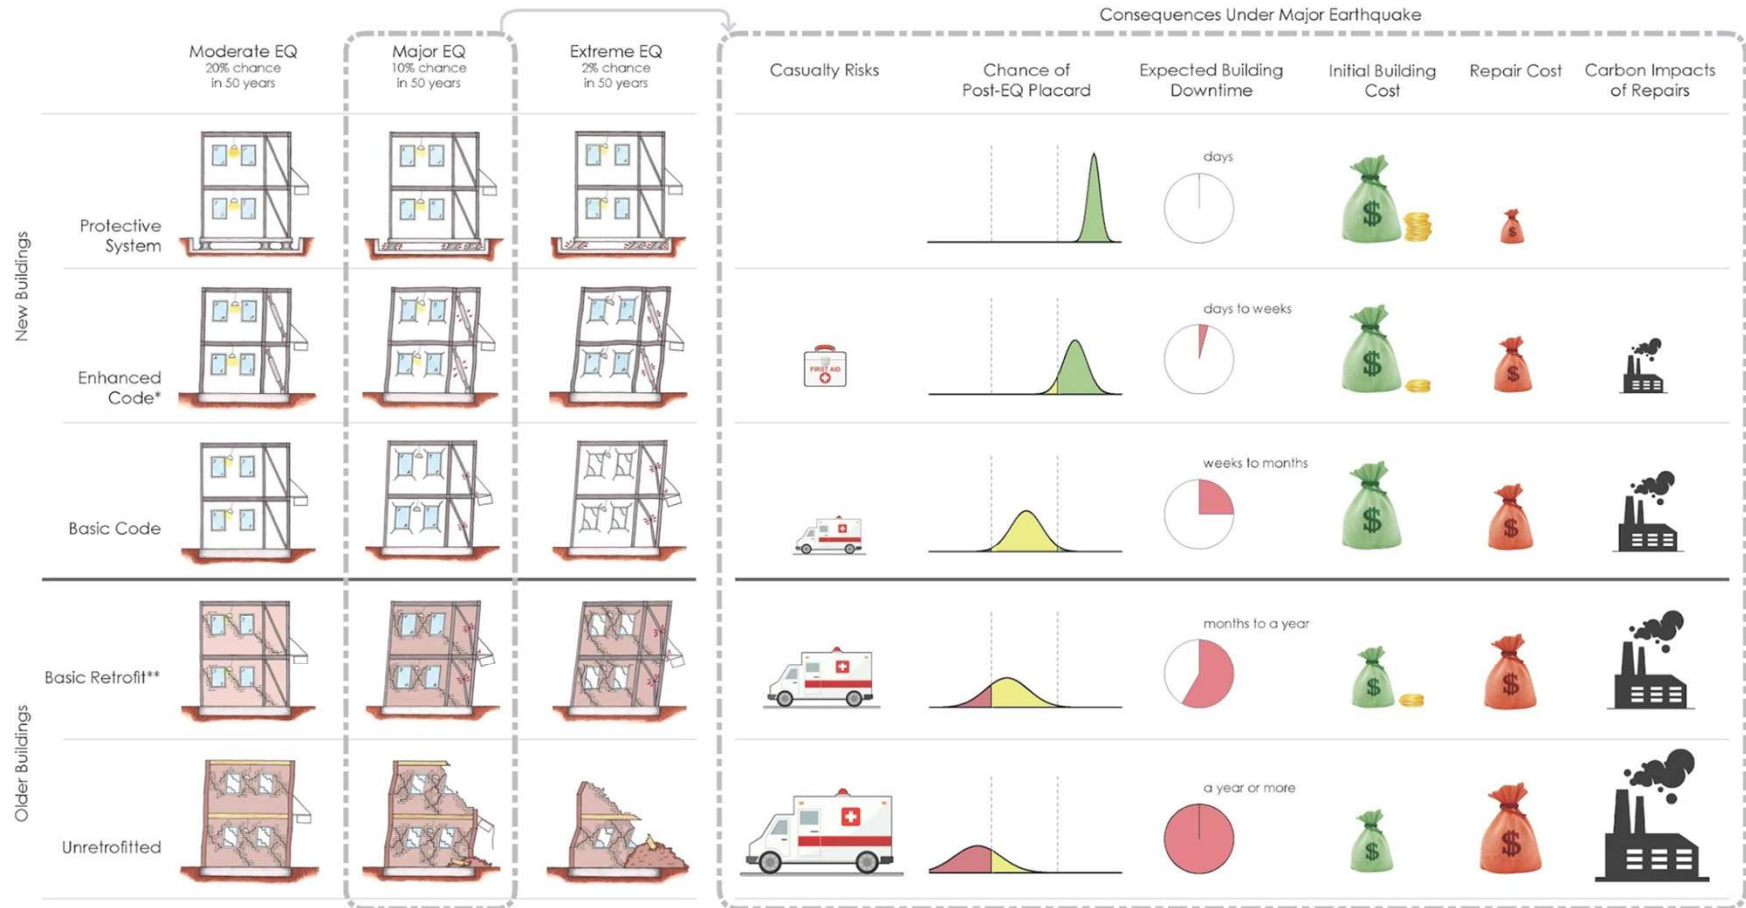 Consequences Under Major Earthquake
Moderate EQ
20% chance
in 50 years
Major EQ
10% chance
in 50 years
Extreme EQ
2% chance
in 50 years
Casualty Risks
Chance of
Post-EQ Placard
Expected Building
Downtime
Initial Building
Cost
Repair Cost
Carbon Impacts
of Repairs
New Buildings
Protective
System
days
$
$
Enhanced
Code*
FIRST AID
days to weeks
$
$
Basic Code
weeks to months
$
$
Older Buildings
Basic Retrofit**
months to a year
$
$
Unretrofitted
a year or more
$
$